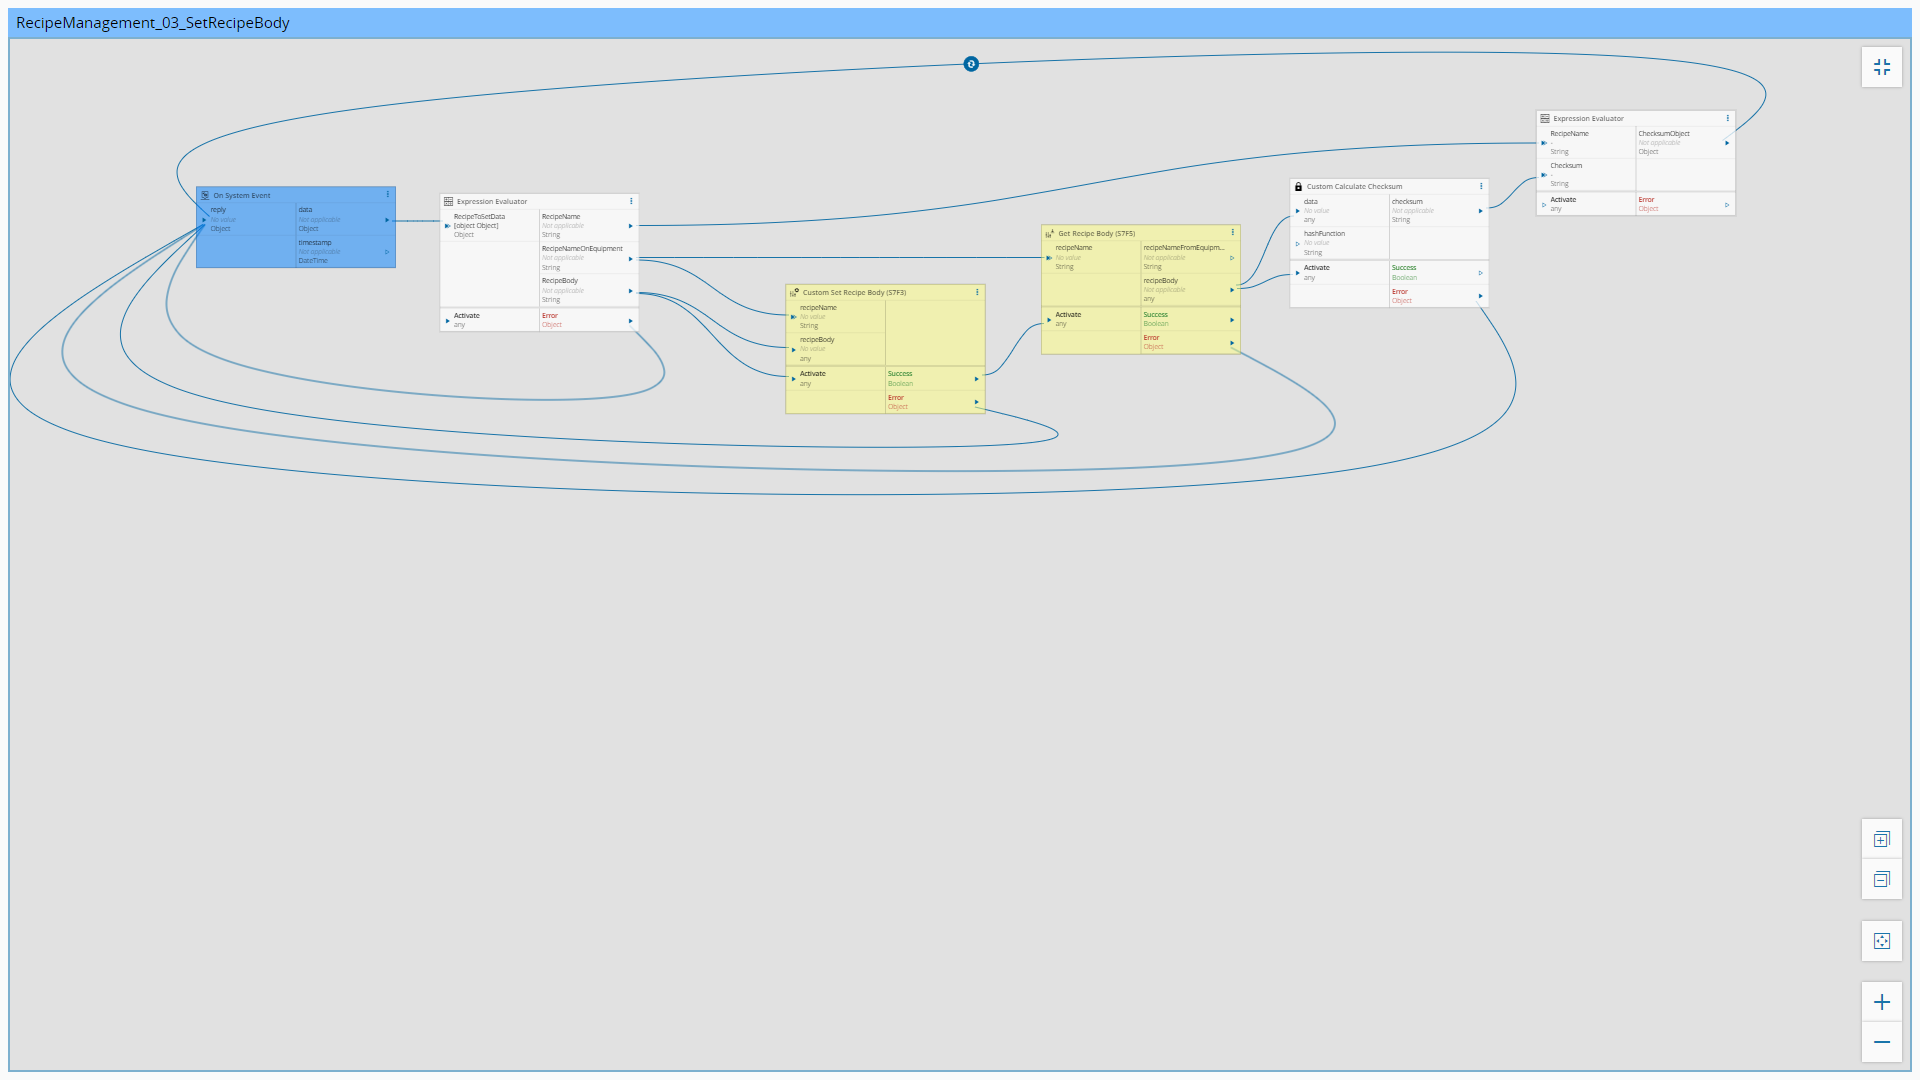 RecipeManagement_03_SetRecipeBody
On System Event
reply
No value
Object
data
Not applicable
Object
timestamp
Not applicable
DateTime
Expression Evaluator
RecipeToSetData
[object Object]
Object
RecipeName
Not applicable
String
RecipeNameOnEquipment
Not applicable
String
RecipeBody
Not applicable
String
Activate
any
Error
Object
Custom Set Recipe Body (S7F3)
recipeName
No value
String
recipeBody
No value
any
Activate
any
Success
Boolean
Error
Object
Get Recipe Body (S7F5)
recipeName
No value
String
recipeNameFromEquipm...
Not applicable
String
recipeBody
Not applicable
any
Activate
any
Success
Boolean
Error
Object
Custom Calculate Checksum
data
No value
any
checksum
Not applicable
String
hashFunction
No value
String
Activate
any
Success
Boolean
Error
Object
Expression Evaluator
RecipeName
-
String
ChecksumObject
Not applicable
Object
Checksum
-
String
Activate
any
Error
Object